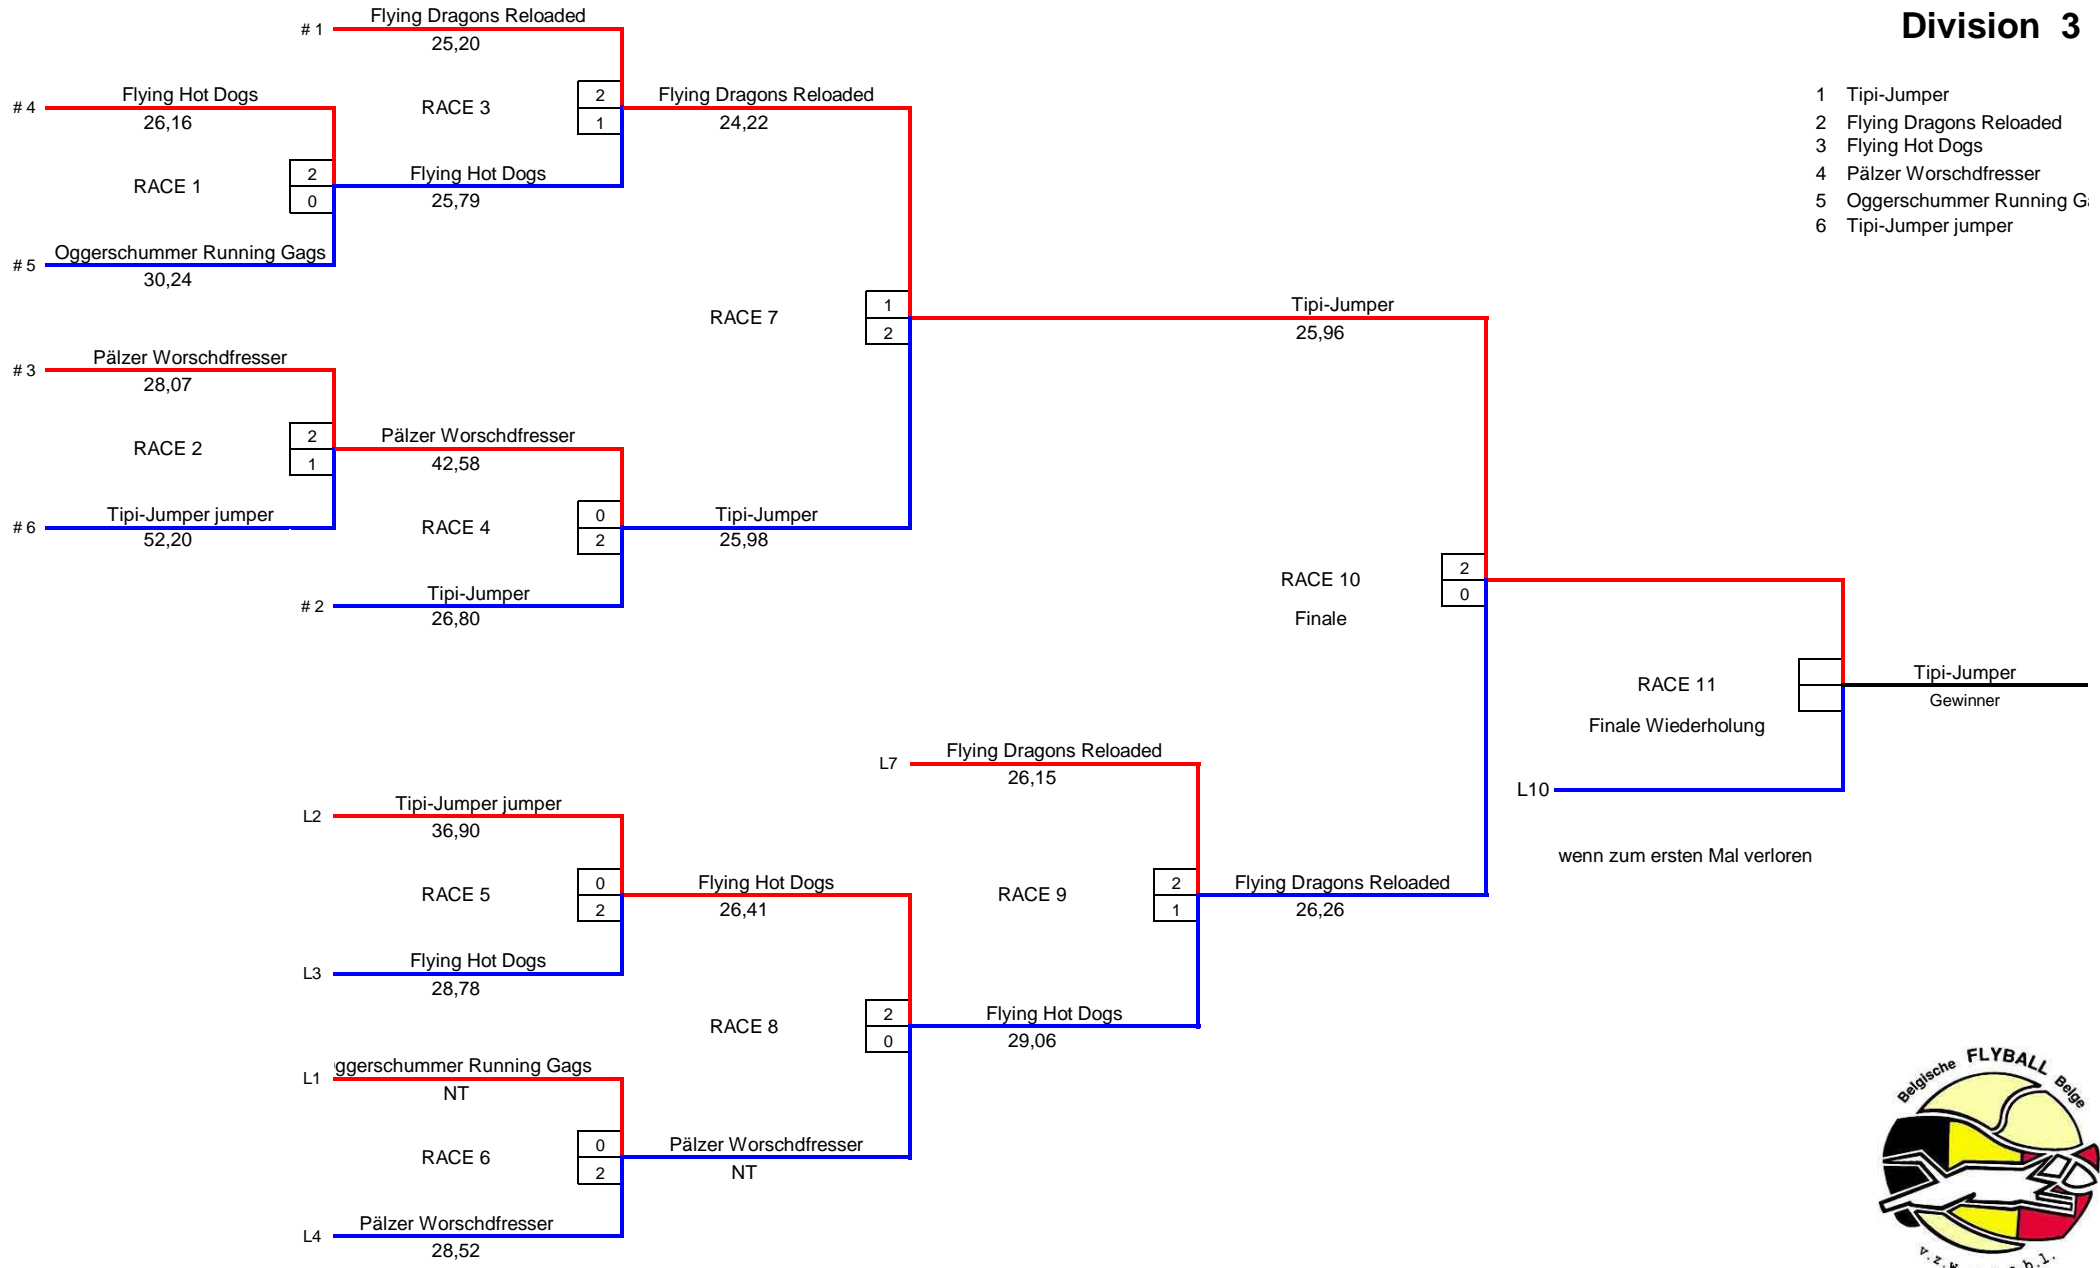 Division 3
Flying Dragons Reloaded
# 1
25,20
1 Tipi-Jumper
2 Flying Dragons Reloaded
3 Flying Hot Dogs
4 Pälzer Worschdfresser
5 Oggerschummer Running Ga
6 Tipi-Jumper jumper
Flying Hot Dogs
# 4
26,16
RACE 3
2
1
Flying Dragons Reloaded
24,22
RACE 1
2
0
Flying Hot Dogs
25,79
Oggerschummer Running Gags
# 5
30,24
RACE 7
1
2
Tipi-Jumper
25,96
Pälzer Worschdfresser
# 3
28,07
RACE 2
2
1
Pälzer Worschdfresser
42,58
Tipi-Jumper jumper
# 6
52,20
RACE 4
0
2
Tipi-Jumper
25,98
Tipi-Jumper
# 2
26,80
RACE 10
Finale
2
0
RACE 11
Finale Wiederholung
Tipi-Jumper
Gewinner
Flying Dragons Reloaded
L7
26,15
L10
wenn zum ersten Mal verloren
Tipi-Jumper jumper
L2
36,90
RACE 5
0
2
Flying Hot Dogs
26,41
RACE 9
2
1
Flying Dragons Reloaded
26,26
Flying Hot Dogs
L3
28,78
RACE 8
2
0
Flying Hot Dogs
29,06
ggerschummer Running Gags
L1
NT
RACE 6
0
2
Pälzer Worschdfresser
NT
Pälzer Worschdfresser
L4
28,52
Belgische FLYBALL Belge